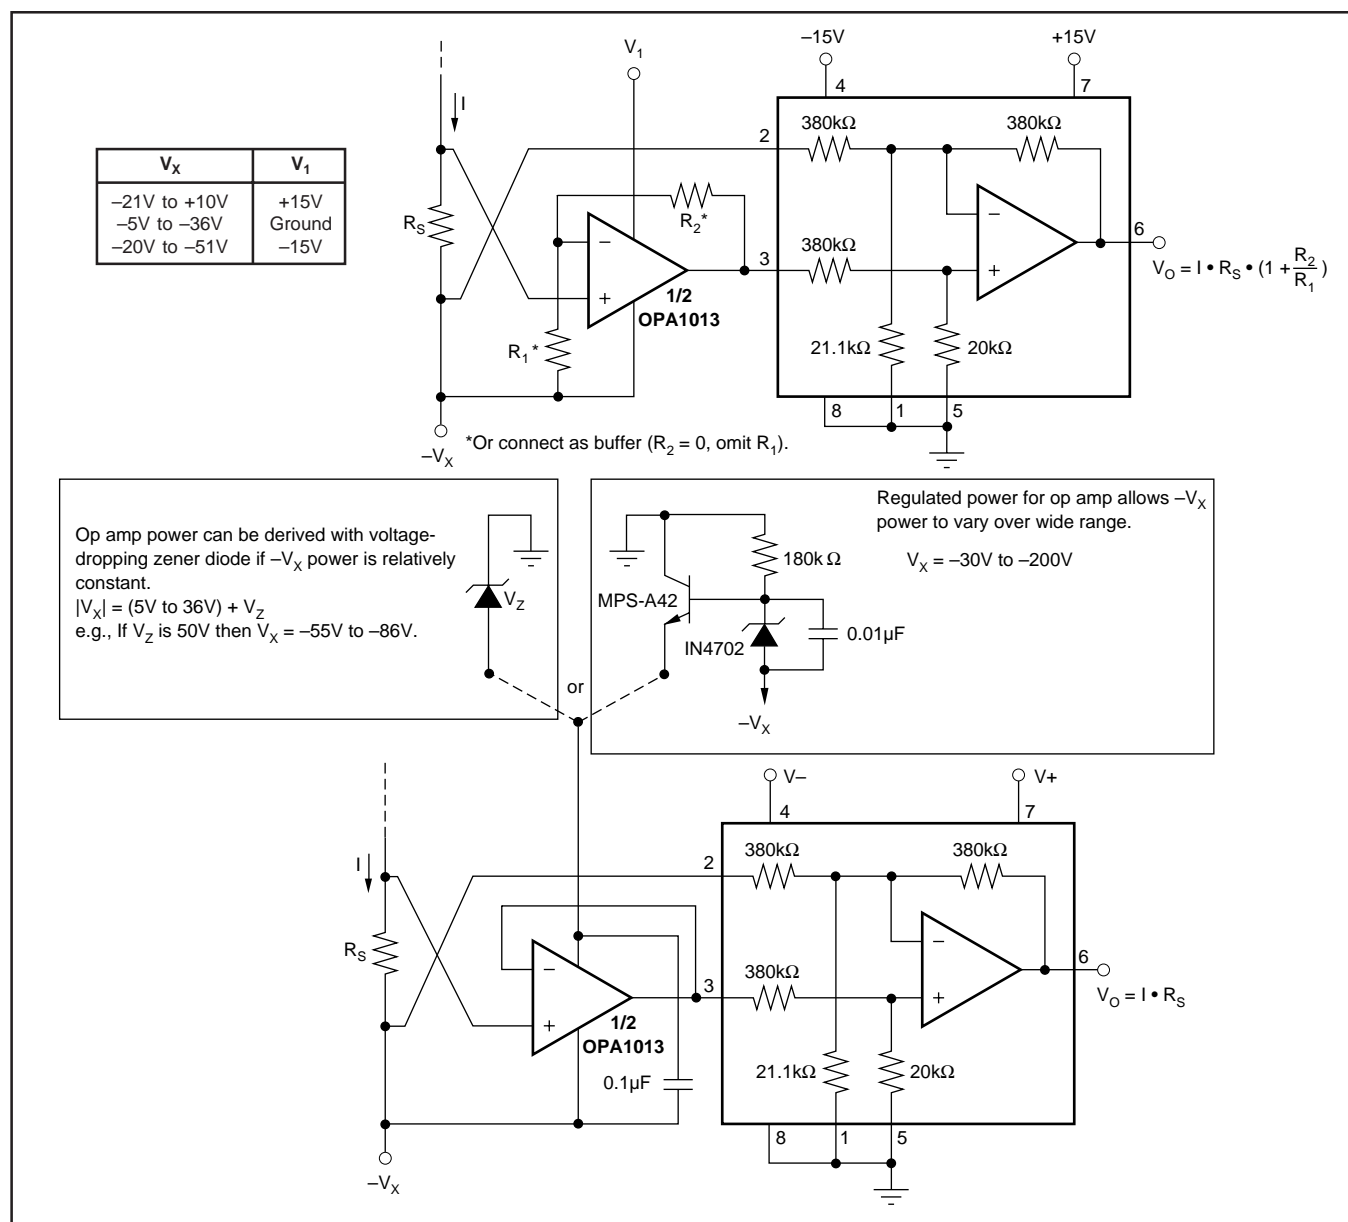 V_X V_1
–21V to +10V +15V
–5V to –36V Ground
–20V to –51V –15V
I
R_S
V_1
R_2*
–
+
1/2
OPA1013
R_1*
–V_X
*Or connect as buffer (R_2 = 0, omit R_1).
–15V
4
+15V
7
2
380kΩ
380kΩ
3
380kΩ
–
+
6
V_O = I • R_S • (1 + R_2/R_1)
21.1kΩ
20kΩ
8
1
5
Op amp power can be derived with voltage-
dropping zener diode if –V_X power is relatively
constant.
|V_X| = (5V to 36V) + V_Z
e.g., If V_Z is 50V then V_X = –55V to –86V.
V_Z
or
Regulated power for op amp allows –V_X
power to vary over wide range.
V_X = –30V to –200V
180kΩ
MPS-A42
IN4702
0.01µF
–V_X
I
R_S
–
+
1/2
OPA1013
0.1µF
–V_X
V–
4
V+
7
2
380kΩ
380kΩ
3
380kΩ
–
+
6
V_O = I • R_S
21.1kΩ
20kΩ
8
1
5